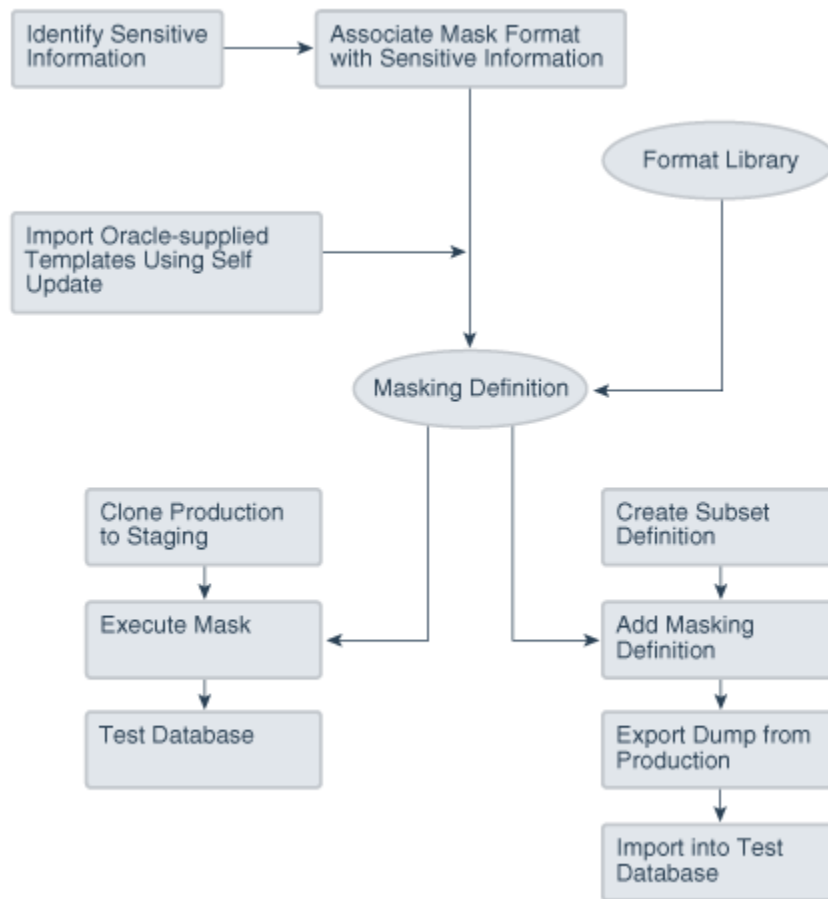 Identify Sensitive
Information
Associate Mask Format
with Sensitive Information
Format Library
Import Oracle-supplied
Templates Using Self
Update
Masking Definition
Clone Production
to Staging
Create Subset
Definition
Execute Mask
Add Masking
Definition
Test Database
Export Dump from
Production
Import into Test
Database